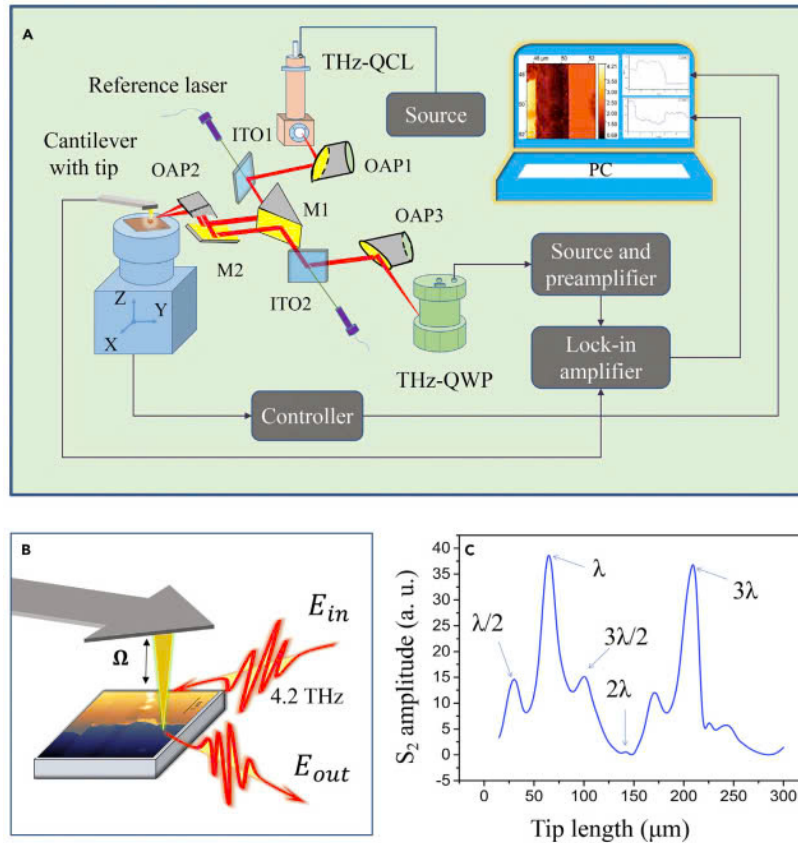 A
THz-QCL
Reference laser
Source
ITO1
Cantilever
with tip
OAP2
OAP1
M1
OAP3
PC
M2
ITO2
Source and
preamplifier
Z
Y
X
Lock-in
amplifier
THz-QWP
Controller
B
E_in
Ω
4.2 THz
E_out
C
S₂ amplitude (a. u.)
40
35
30
25
20
15
10
5
0
-5
λ
3λ
λ/2
3λ/2
2λ
0
50
100
150
200
250
300
Tip length (μm)